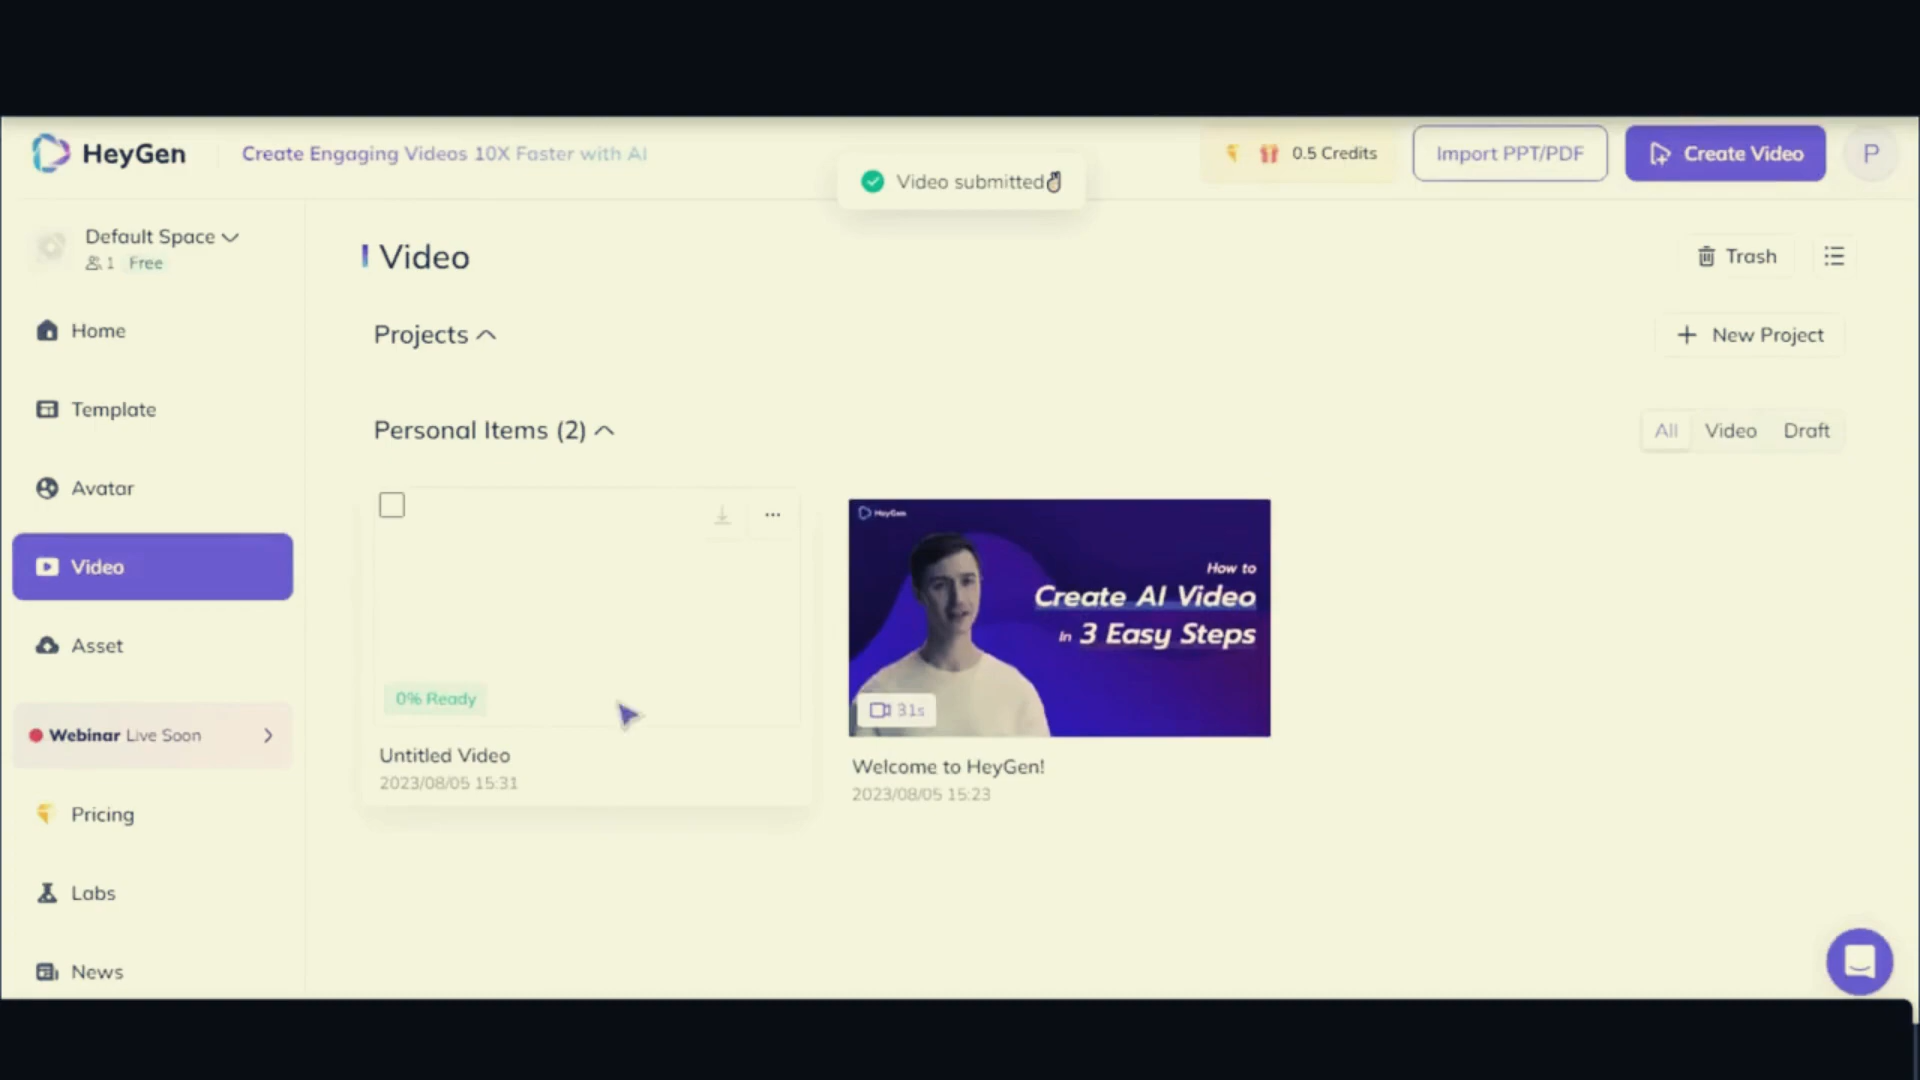 HeyGen
Create Engaging Videos 10X Faster with AI
Video submitted
0.5 Credits
Import PPT/PDF
Create Video
P
Default Space
1 Free
Home
Template
Avatar
Video
Asset
Webinar Live Soon
Pricing
Labs
News
Video
Trash
Projects
New Project
Personal Items (2)
All
Video
Draft
0% Ready
Untitled Video
2023/08/05 15:31
HeyGen
How to
Create AI Video
in 3 Easy Steps
31s
Welcome to HeyGen!
2023/08/05 15:23